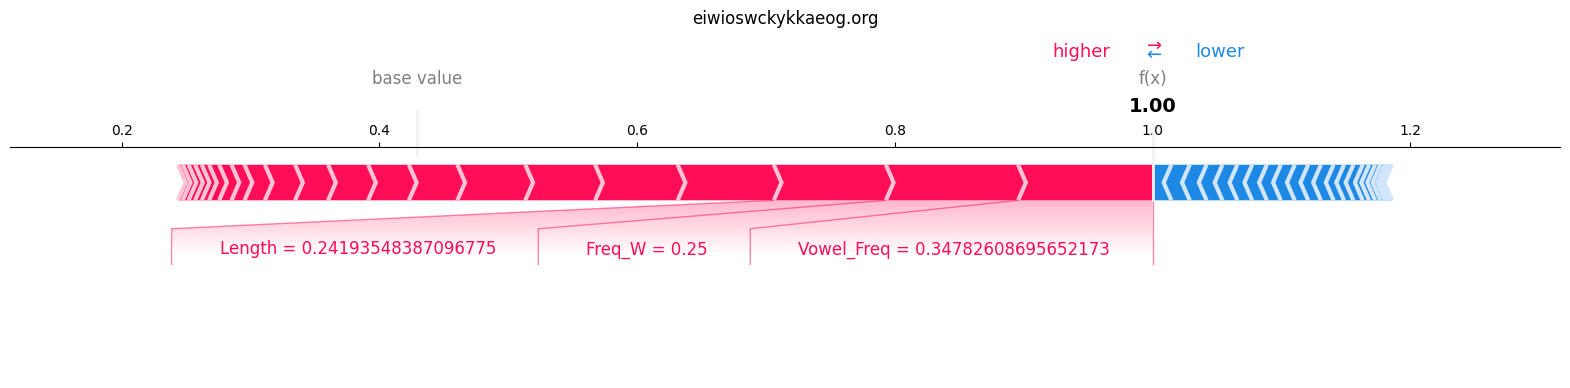 eiwioswckykkaeog.org
higher → ← lower
base value f(x)
1.00
0.2 0.4 0.6 0.8 1.0 1.2
Length = 0.24193548387096775 Freq_W = 0.25 Vowel_Freq = 0.34782608695652173